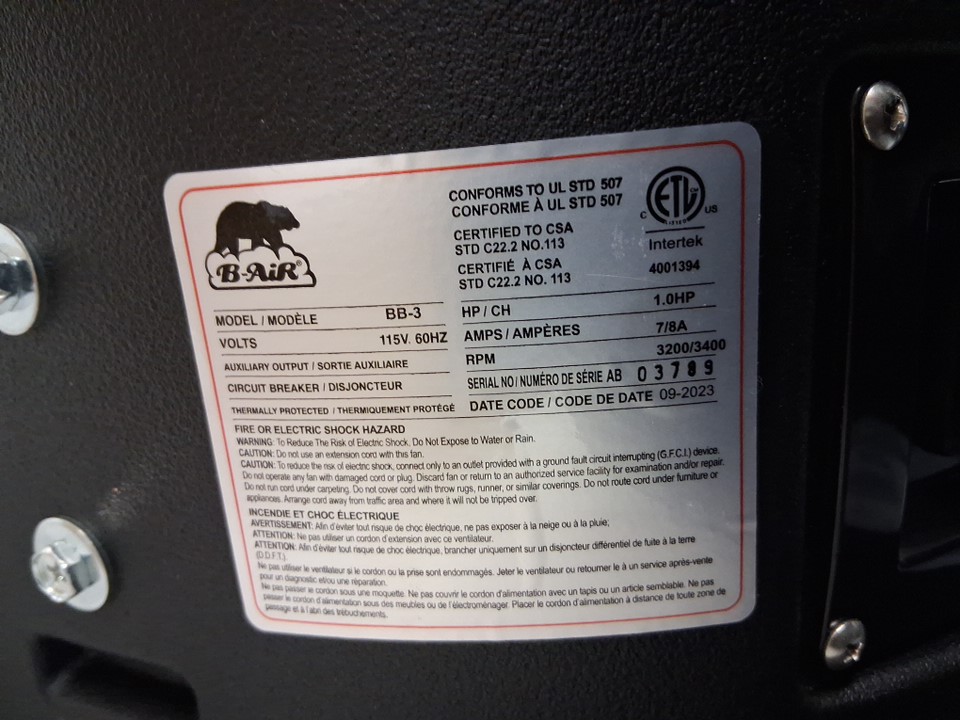 B-AiR®
CONFORMS TO UL STD 507
CONFORME À UL STD 507
CERTIFIED TO CSA
STD C22.2 NO.113
CERTIFIÉ À CSA
STD C22.2 NO. 113
C ETL CM US
LISTED
Intertek
4001394
MODEL / MODÈLE BB-3
VOLTS 115V. 60HZ
AUXILIARY OUTPUT / SORTIE AUXILIAIRE
CIRCUIT BREAKER / DISJONCTEUR
THERMALLY PROTECTED / THERMIQUEMENT PROTÉGÉ
HP / CH 1.0HP
AMPS / AMPÈRES 7/8A
RPM 3200/3400
SERIAL NO / NUMÉRO DE SÉRIE AB 03789
DATE CODE / CODE DE DATE 09-2023
FIRE OR ELECTRIC SHOCK HAZARD
WARNING: To Reduce The Risk of Electric Shock, Do Not Expose to Water or Rain.
CAUTION: Do not use an extension cord with this fan.
CAUTION: To reduce the risk of electric shock, connect only to an outlet provided with a ground fault circuit interrupting (G.F.C.I.) device.
Do not operate any fan with damaged cord or plug. Discard fan or return to an authorized service facility for examination and/or repair.
Do not run cord under carpeting. Do not cover cord with throw rugs, runner, or similar coverings. Do not route cord under furniture or
appliances. Arrange cord away from traffic area and where it will not be tripped over.
INCENDIE ET CHOC ÉLECTRIQUE
AVERTISSEMENT: Afin d'éviter tout risque de choc électrique, ne pas exposer à la neige ou à la pluie;
ATTENTION: Ne pas utiliser un cordon d'extension avec ce ventilateur.
ATTENTION: Afin d'éviter tout risque de choc électrique, brancher uniquement sur un disjoncteur différentiel de fuite à la terre
(D.D.F.T.).
Ne pas utiliser le ventilateur si le cordon ou la prise sont endommagés. Jeter le ventilateur ou retourner le à un service après-vente
pour un diagnostic et/ou une réparation.
Ne pas passer le cordon sous une moquette. Ne pas couvrir le cordon d'alimentation avec un tapis ou un article semblable. Ne pas
passer le cordon d'alimentation sous des meubles ou de l'électroménager. Placer le cordon d'alimentation à distance de toute zone de
passage et à l'abri des trébuchements.